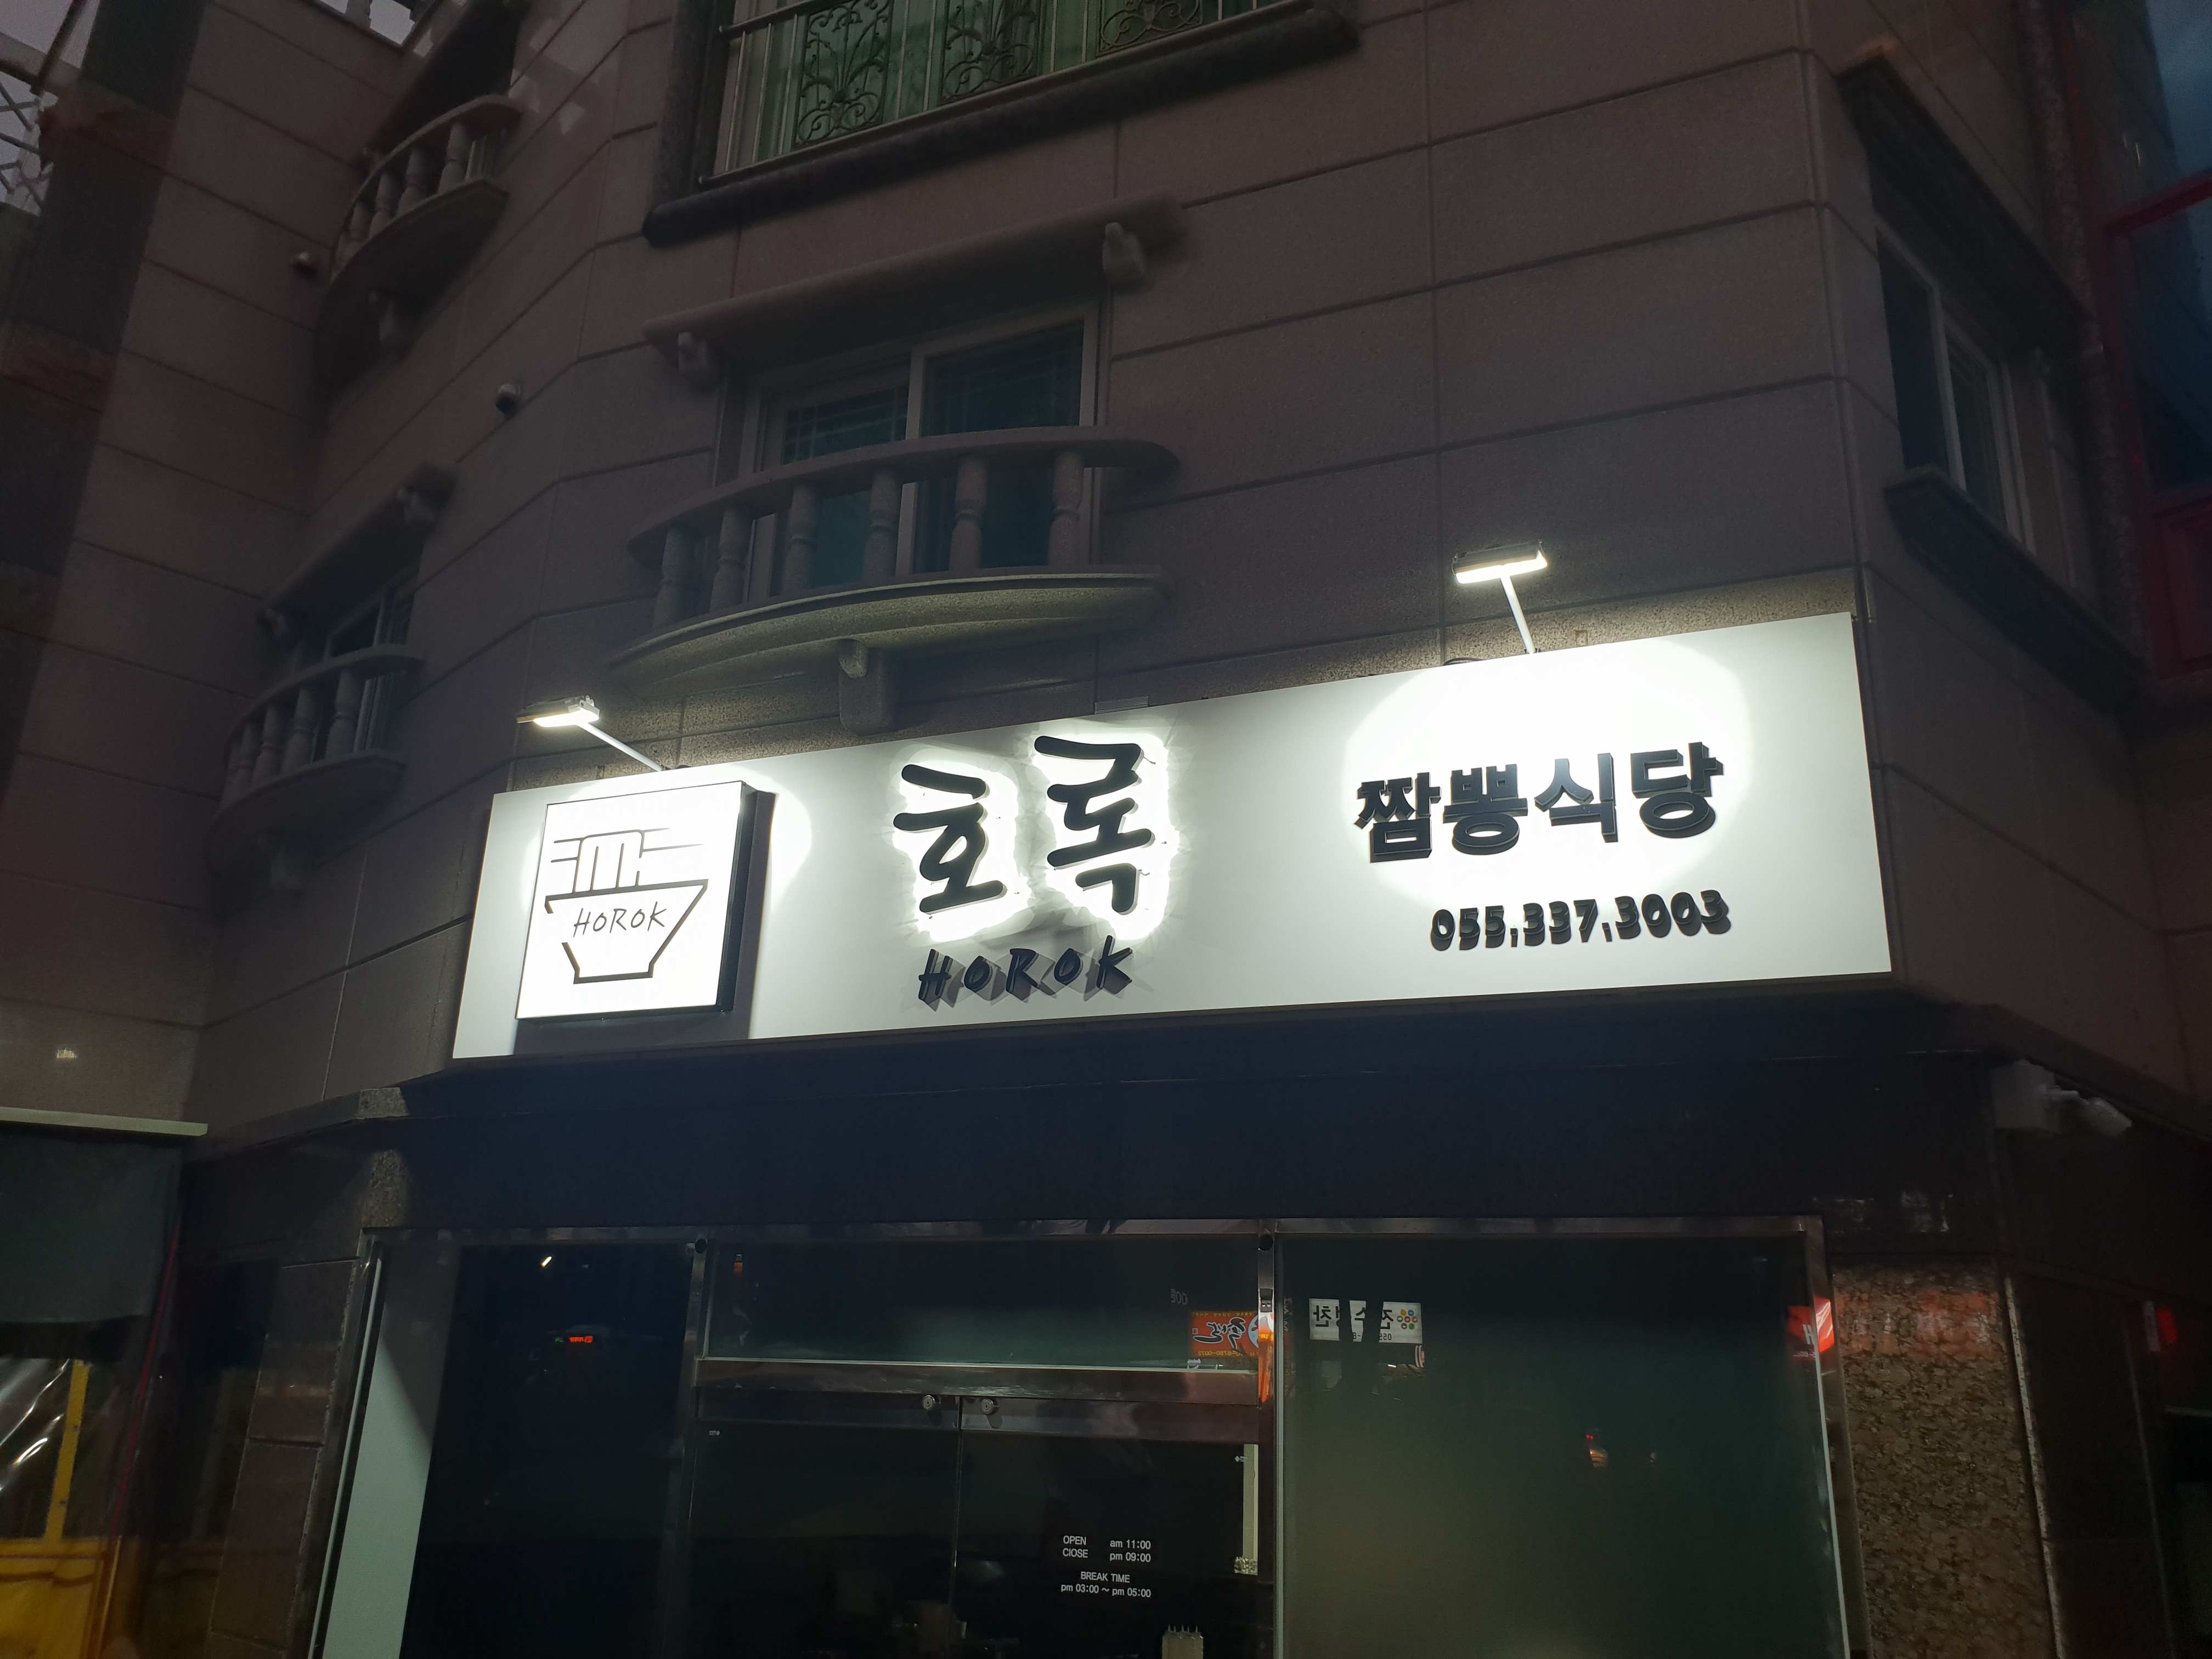 HOROK
호록
HOROK
짬뽕식당
055.337.3003
OPEN am 11:00
ClOSE pm 09:00
BREAK TIME
pm 03:00 ~ pm 05:00